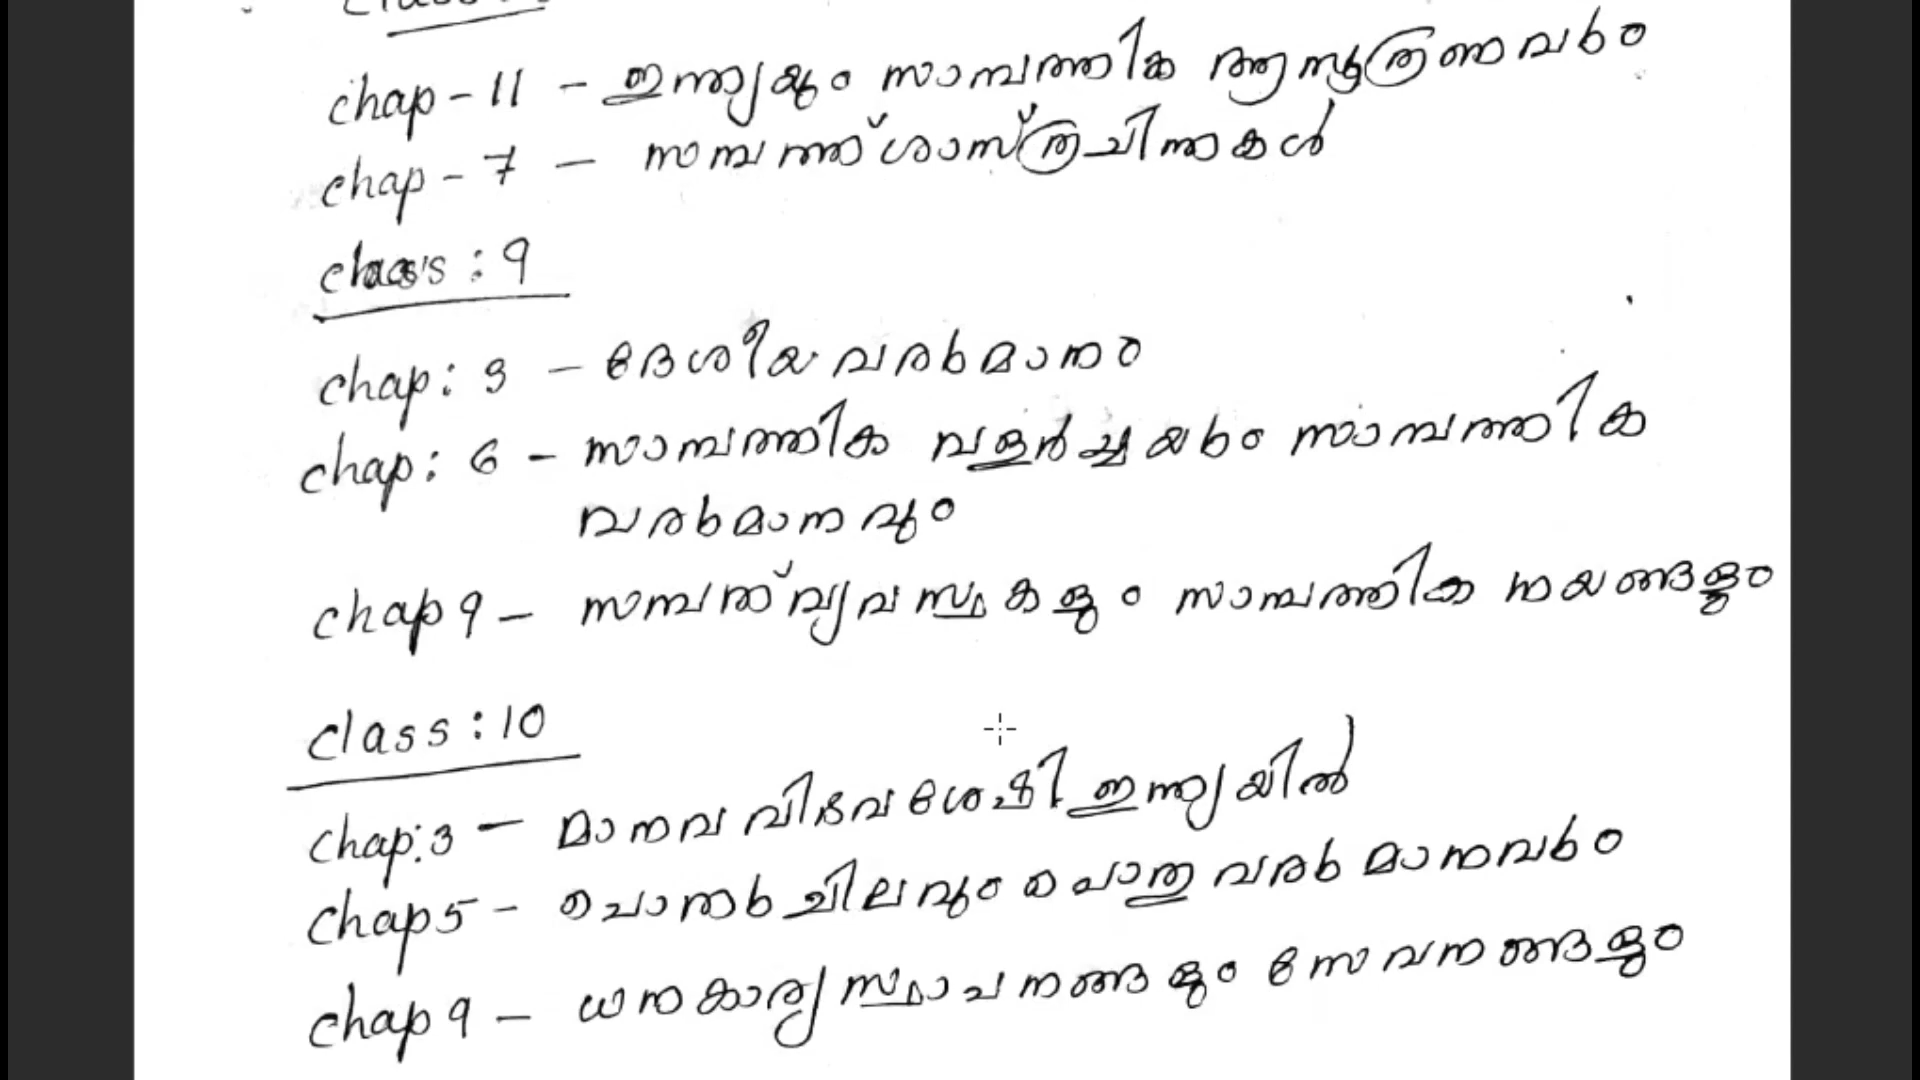 chap - 11 - ഇന്ത്യയും സാമ്പത്തിക ആസൂത്രണവും
chap - 7 - സമ്പത്ത് ശാസ്ത്രചിന്തകൾ
class : 9
chap : 3 - ദേശീയ വരുമാനം
chap : 6 - സാമ്പത്തിക വളർച്ചയും സാമ്പത്തിക
വരുമാനവും
chap 9 - സമ്പത് വ്യവസ്ഥകളും സാമ്പത്തിക നയങ്ങളും
class : 10
chap : 3 - മാനവ വിഭവശേഷി ഇന്ത്യയിൽ
chap 5 - പൊതു ചിലവും പൊതു വരുമാനവും
chap 9 - ധനകാര്യ സ്ഥാപനങ്ങളും സേവനങ്ങളും